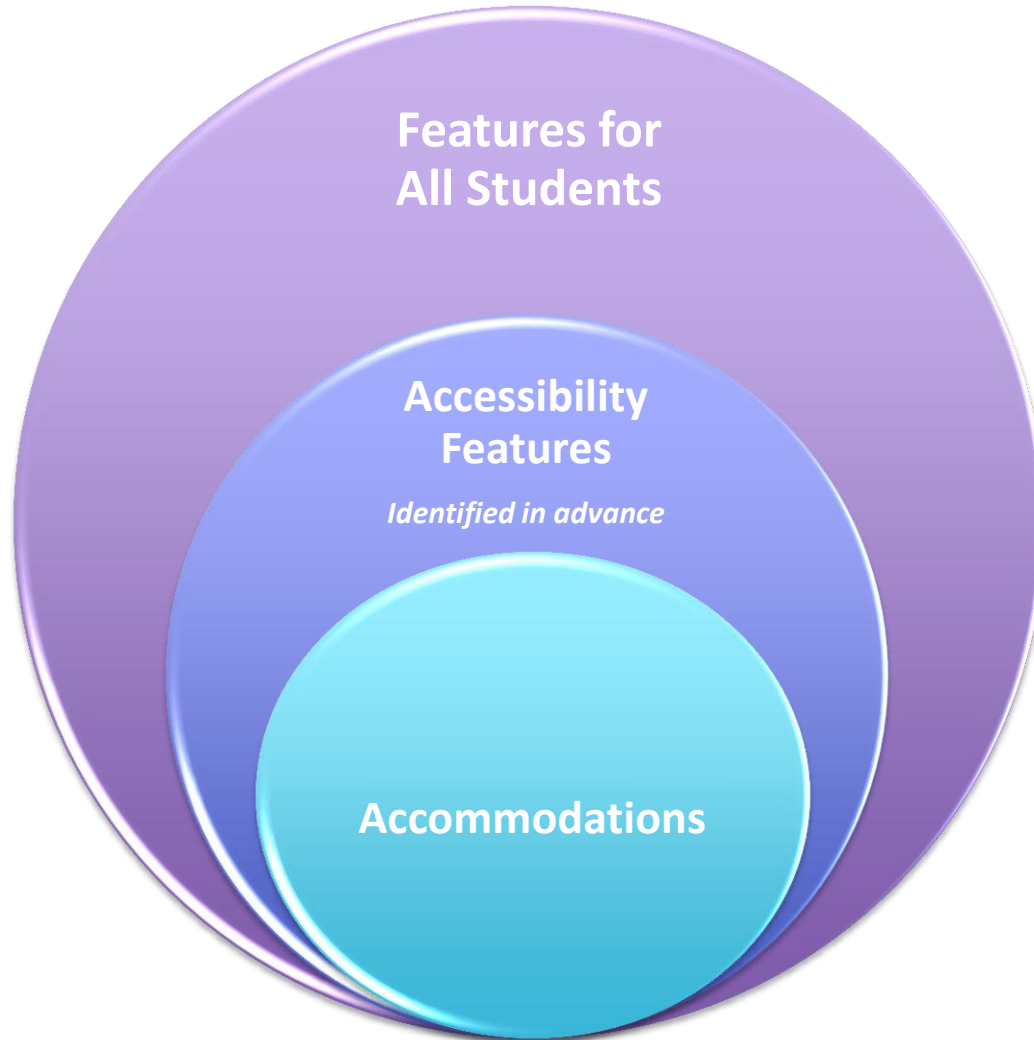 Features for
All Students
Accessibility
Features
Identified in advance
Accommodations